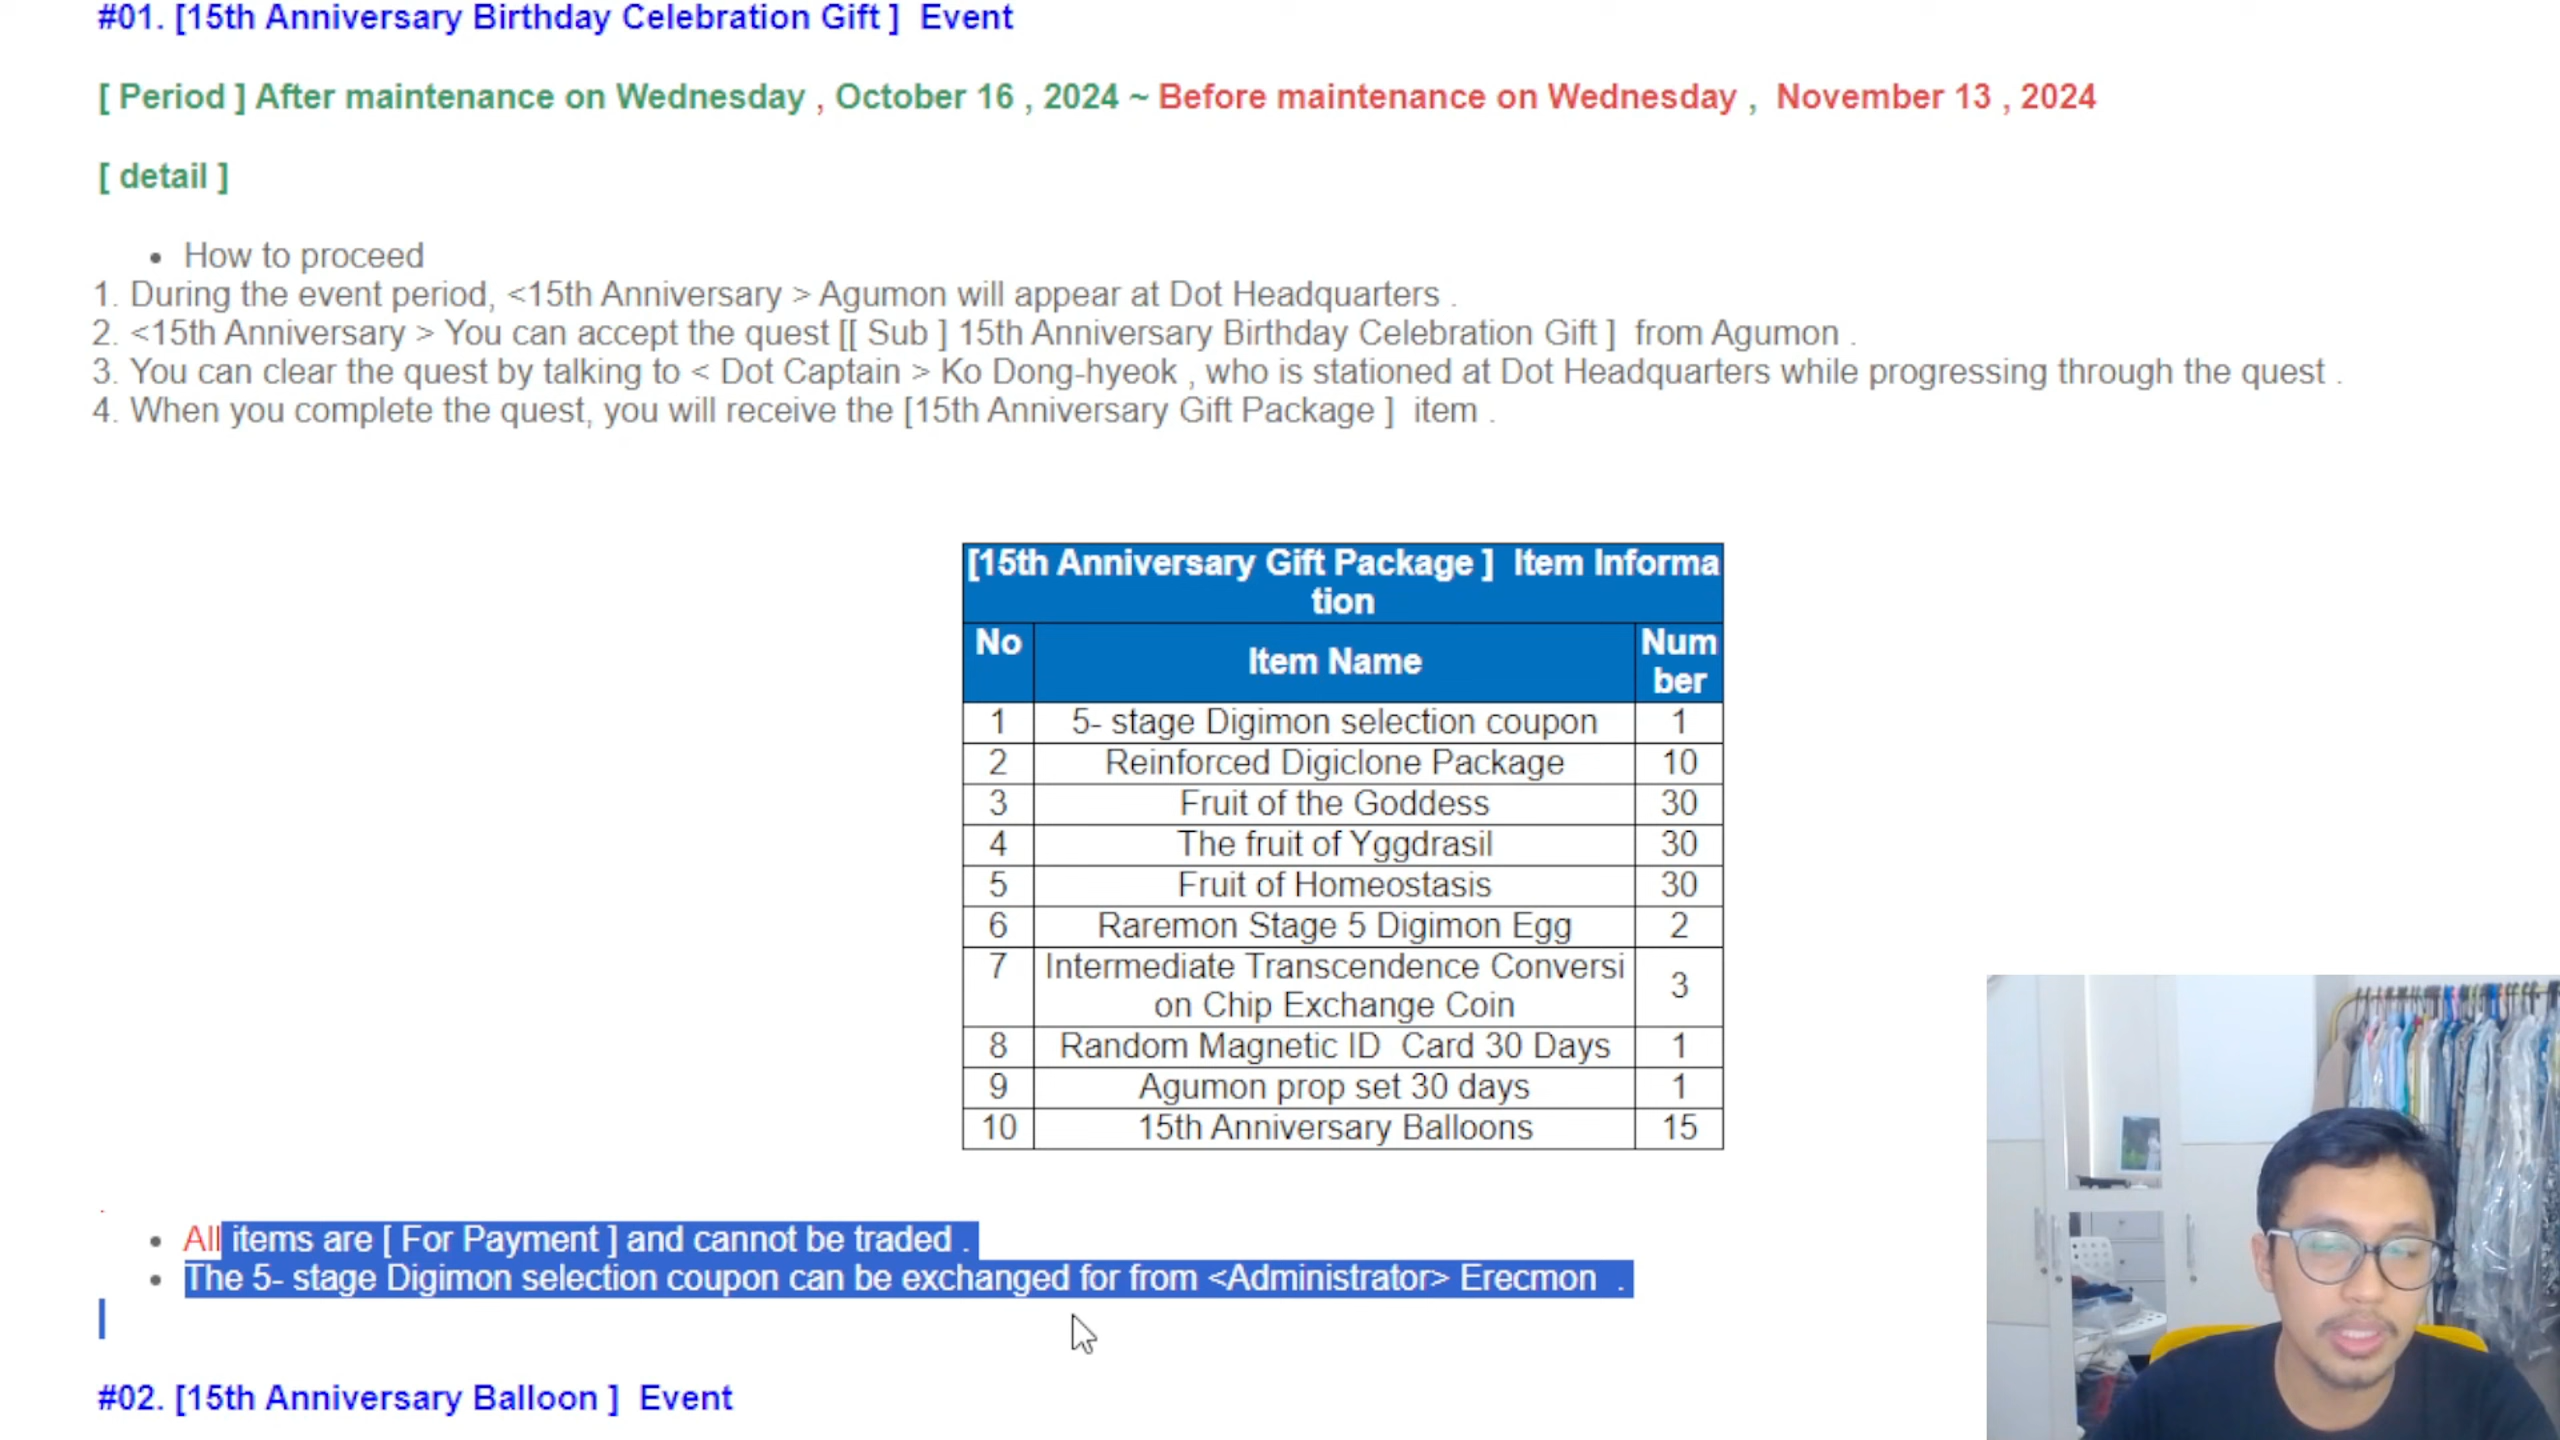 #01. [15th Anniversary Birthday Celebration Gift ] Event
[ Period ] After maintenance on Wednesday , October 16 , 2024 ~ Before maintenance on Wednesday , November 13 , 2024
[ detail ]
• How to proceed
1. During the event period, <15th Anniversary > Agumon will appear at Dot Headquarters .
2. <15th Anniversary > You can accept the quest [[ Sub ] 15th Anniversary Birthday Celebration Gift ] from Agumon .
3. You can clear the quest by talking to < Dot Captain > Ko Dong-hyeok , who is stationed at Dot Headquarters while progressing through the quest .
4. When you complete the quest, you will receive the [15th Anniversary Gift Package ] item .
[15th Anniversary Gift Package ] Item Informa
tion
No Item Name Num
ber
1 5- stage Digimon selection coupon 1
2 Reinforced Digiclone Package 10
3 Fruit of the Goddess 30
4 The fruit of Yggdrasil 30
5 Fruit of Homeostasis 30
6 Raremon Stage 5 Digimon Egg 2
7 Intermediate Transcendence Conversi
on Chip Exchange Coin 3
8 Random Magnetic ID Card 30 Days 1
9 Agumon prop set 30 days 1
10 15th Anniversary Balloons 15
• All items are [ For Payment ] and cannot be traded .
• The 5- stage Digimon selection coupon can be exchanged for from <Administrator> Erecmon .
#02. [15th Anniversary Balloon ] Event